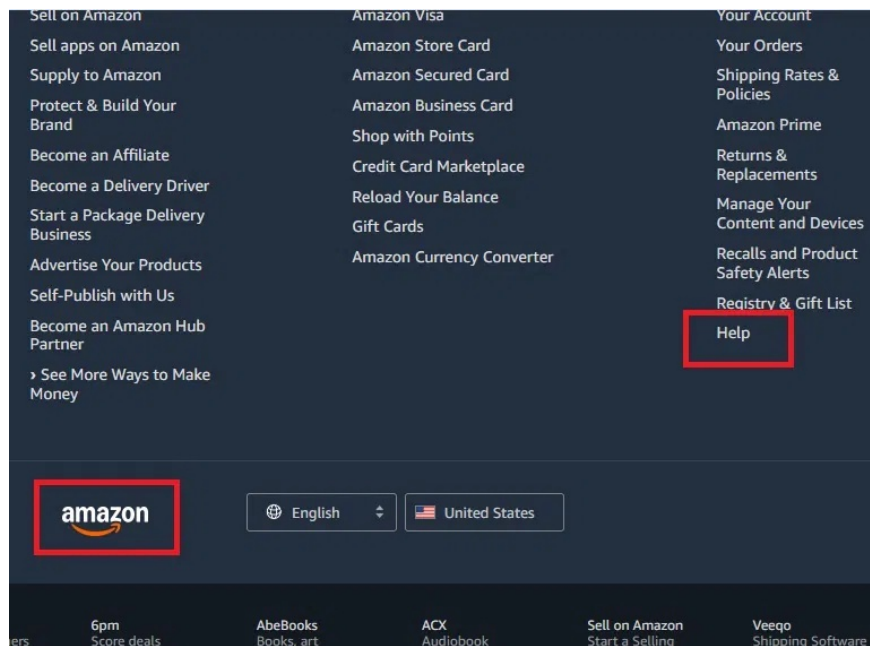 Sell on Amazon
Sell apps on Amazon
Supply to Amazon
Protect & Build Your
Brand
Become an Affiliate
Become a Delivery Driver
Start a Package Delivery
Business
Advertise Your Products
Self-Publish with Us
Become an Amazon Hub
Partner
› See More Ways to Make
Money
Amazon Visa
Amazon Store Card
Amazon Secured Card
Amazon Business Card
Shop with Points
Credit Card Marketplace
Reload Your Balance
Gift Cards
Amazon Currency Converter
Your Account
Your Orders
Shipping Rates &
Policies
Amazon Prime
Returns &
Replacements
Manage Your
Content and Devices
Recalls and Product
Safety Alerts
Registry & Gift List
Help
amazon
English
United States
6pm
Score deals
AbeBooks
Books, art
ACX
Audiobook
Sell on Amazon
Start a Selling
Veeqo
Shipping Software